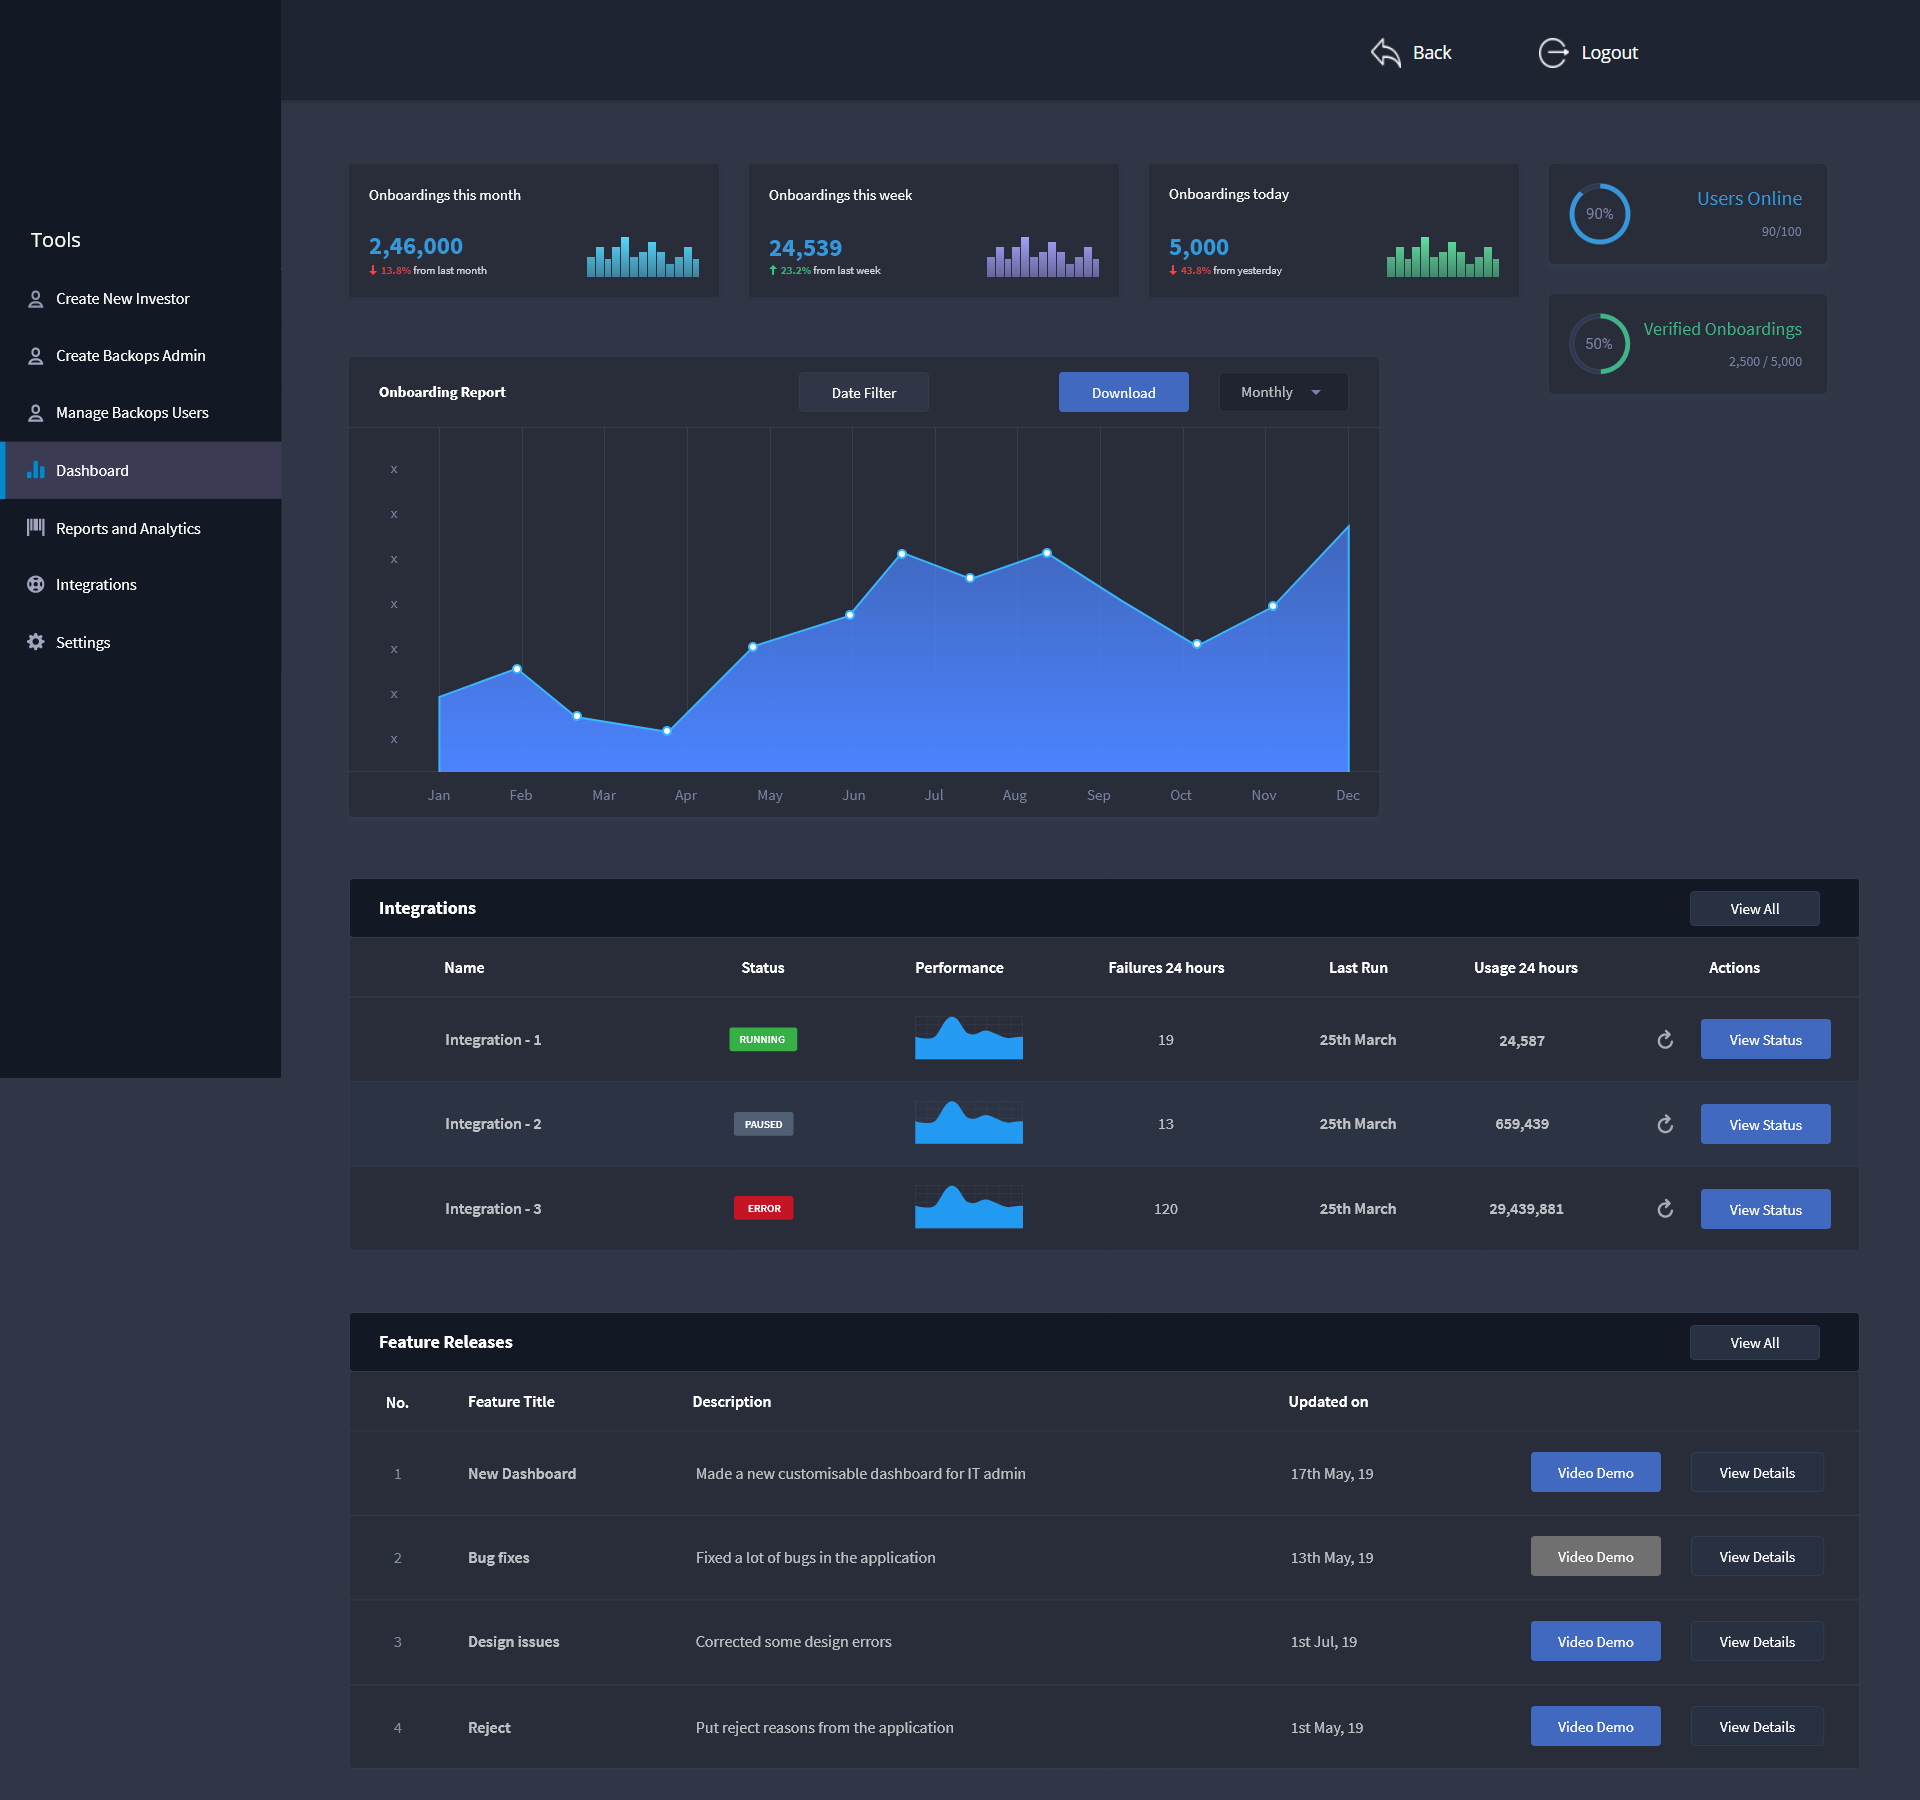 Back
Logout
Tools
Create New Investor
Create Backops Admin
Manage Backops Users
Dashboard
Reports and Analytics
Integrations
Settings
Onboardings this month
2,46,000
13.8% from last month
Onboardings this week
24,539
23.2% from last week
Onboardings today
5,000
43.8% from yesterday
90%
Users Online
90/100
50%
Verified Onboardings
2,500 / 5,000
Onboarding Report
Date Filter
Download
Monthly
x
x
x
x
x
x
x
Jan Feb Mar Apr May Jun Jul Aug Sep Oct Nov Dec
Integrations
View All
Name Status Performance Failures 24 hours Last Run Usage 24 hours Actions
Integration - 1 RUNNING 19 25th March 24,587 View Status
Integration - 2 PAUSED 13 25th March 659,439 View Status
Integration - 3 ERROR 120 25th March 29,439,881 View Status
Feature Releases
View All
No. Feature Title Description Updated on
1 New Dashboard Made a new customisable dashboard for IT admin 17th May, 19 Video Demo View Details
2 Bug fixes Fixed a lot of bugs in the application 13th May, 19 Video Demo View Details
3 Design issues Corrected some design errors 1st Jul, 19 Video Demo View Details
4 Reject Put reject reasons from the application 1st May, 19 Video Demo View Details